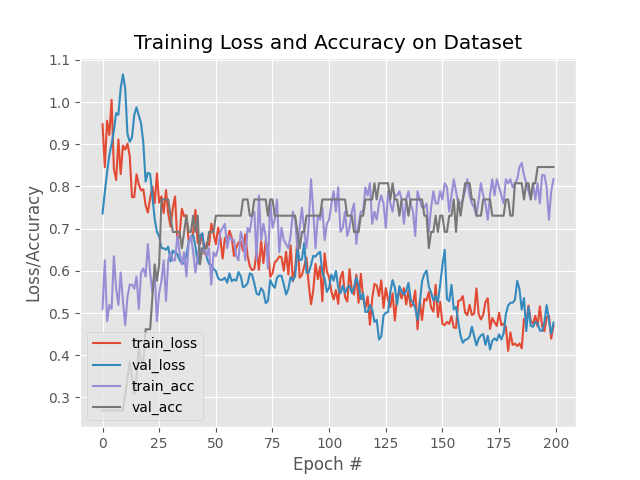 Training Loss and Accuracy on Dataset
1.1
1.0
0.9
0.8
0.7
0.6
0.5
0.4
0.3
Loss/Accuracy
train_loss
val_loss
train_acc
val_acc
0 25 50 75 100 125 150 175 200
Epoch #